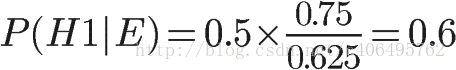 P(H1|E) = 0.5 × 0.75/0.625 = 0.6